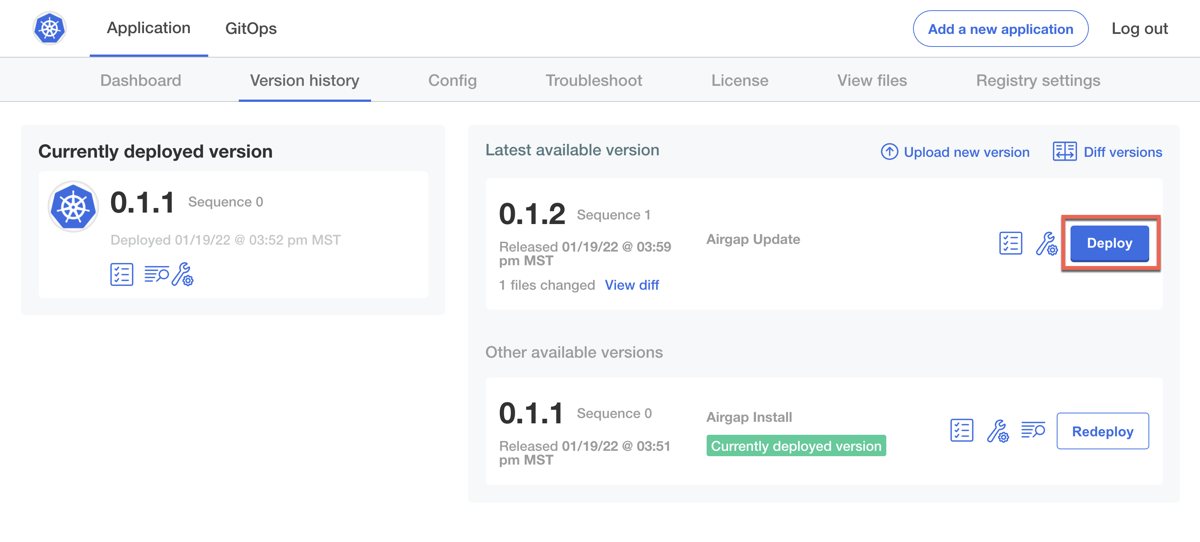 Application
GitOps
Add a new application
Log out
Dashboard
Version history
Config
Troubleshoot
License
View files
Registry settings
Currently deployed version
0.1.1 Sequence 0
Deployed 01/19/22 @ 03:52 pm MST
Latest available version
Upload new version
Diff versions
0.1.2 Sequence 1
Released 01/19/22 @ 03:59
pm MST
1 files changed View diff
Airgap Update
Deploy
Other available versions
0.1.1 Sequence 0
Released 01/19/22 @ 03:51
pm MST
Airgap Install
Currently deployed version
Redeploy